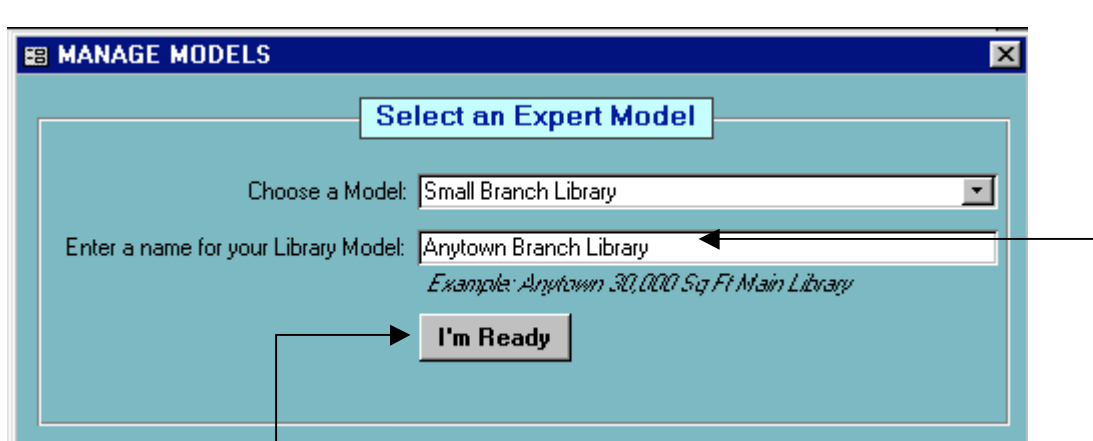 MANAGE MODELS
Select an Expert Model
Choose a Model: Small Branch Library
Enter a name for your Library Model: Anytown Branch Library
Example: Anytown 30,000 Sq Ft Main Library
I'm Ready